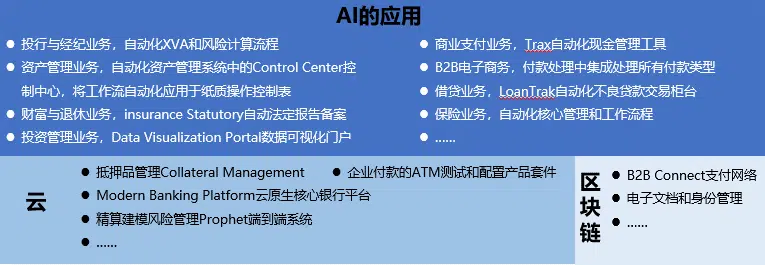 AI的应用
投行与经纪业务，自动化XVA和风险计算流程
资产管理业务，自动化资产管理系统中的Control Center控
制中心，将工作流自动化应用于纸质操作控制表
财富与退休业务，insurance Statutory自动法定报告备案
投资管理业务，Data Visualization Portal数据可视化门户
商业支付业务，Trax自动化现金管理工具
B2B电子商务，付款处理中集成处理所有付款类型
借贷业务，LoanTrak自动化不良贷款交易柜台
保险业务，自动化核心管理和工作流程
......
云
抵押品管理Collateral Management
企业付款的ATM测试和配置产品套件
Modern Banking Platform云原生核心银行平台
精算建模风险管理Prophet端到端系统
......
区块链
B2B Connect支付网络
电子文档和身份管理
......